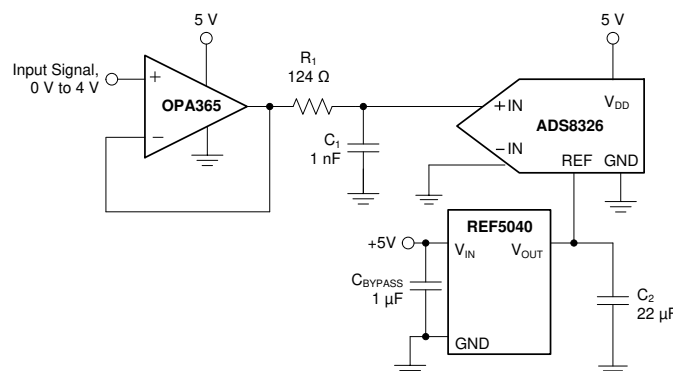 5 V
Input Signal,
0 V to 4 V
+
OPA365
−
R1
124 Ω
C1
1 nF
5 V
+IN
VDD
ADS8326
−IN
REF
GND
REF5040
+5V
VIN
VOUT
CBYPASS
1 µF
GND
C2
22 µF